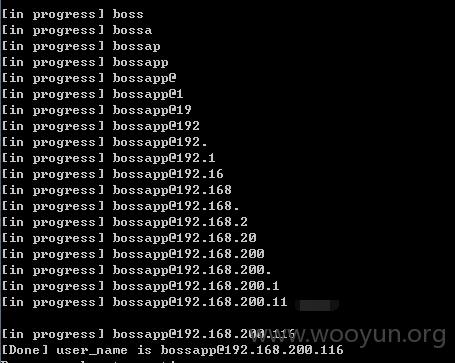 [in progress] boss
[in progress] bossa
[in progress] bossap
[in progress] bossapp
[in progress] bossapp@
[in progress] bossapp@1
[in progress] bossapp@19
[in progress] bossapp@192
[in progress] bossapp@192.
[in progress] bossapp@192.1
[in progress] bossapp@192.16
[in progress] bossapp@192.168
[in progress] bossapp@192.168.
[in progress] bossapp@192.168.2
[in progress] bossapp@192.168.20
[in progress] bossapp@192.168.200
[in progress] bossapp@192.168.200.
[in progress] bossapp@192.168.200.1
[in progress] bossapp@192.168.200.11
[in progress] bossapp@192.168.200.116
www.wooyun.org
[Done] user_name is bossapp@192.168.200.116